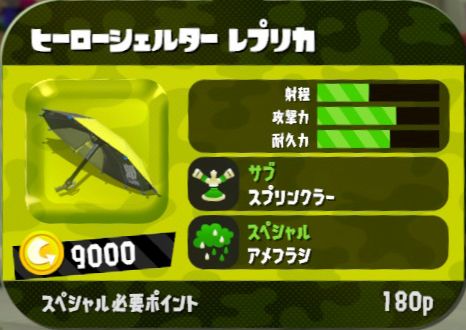 ヒーローシェルター レプリカ
射程
攻撃力
耐久力
サブ
スプリンクラー
スペシャル
アメフラシ
9000
スペシャル必要ポイント 180p